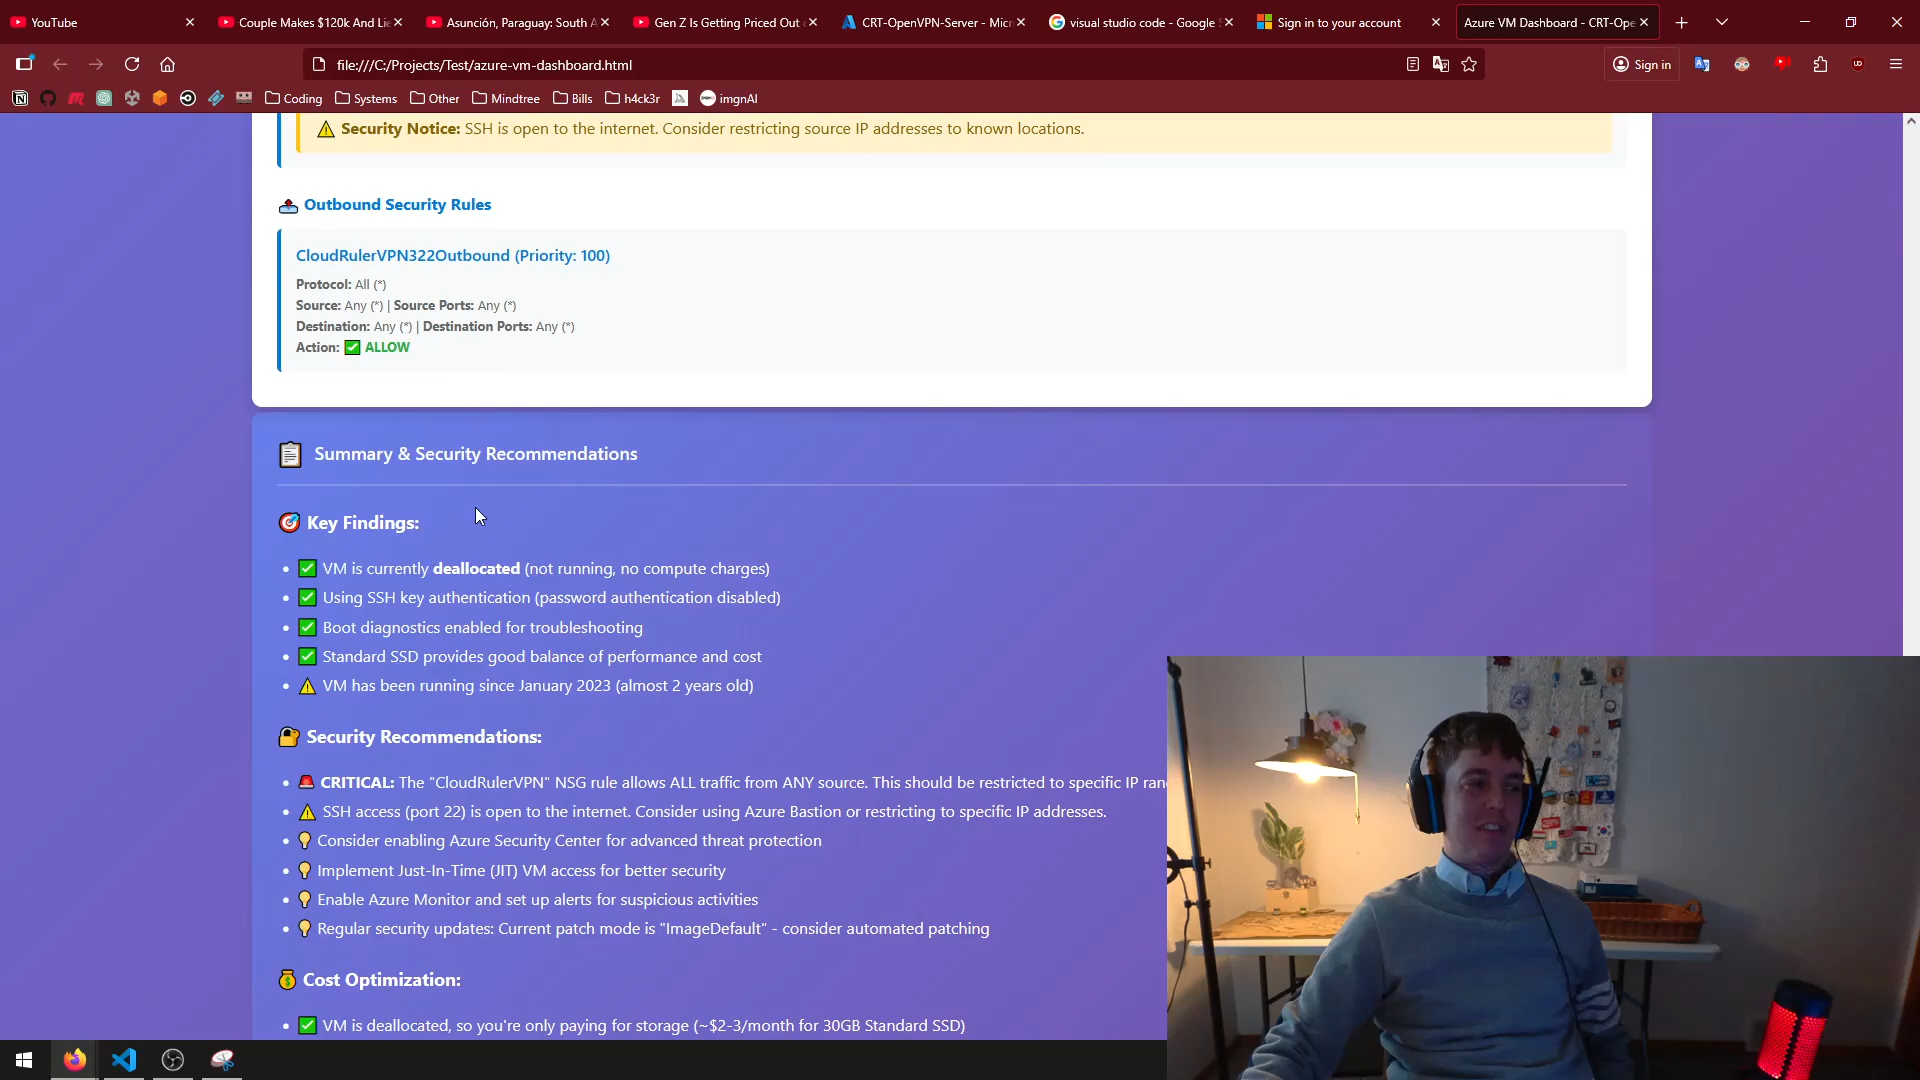 YouTube
Couple Makes $120k And Li
Asunción, Paraguay: South A
Gen Z Is Getting Priced Out
CRT-OpenVPN-Server - Micr
visual studio code - Google
Sign in to your account
Azure VM Dashboard - CRT-Ope
file:///C:/Projects/Test/azure-vm-dashboard.html
Sign in
Coding
Systems
Other
Mindtree
Bills
h4ck3r
imgnAI
Security Notice: SSH is open to the internet. Consider restricting source IP addresses to known locations.
Outbound Security Rules
CloudRulerVPN322Outbound (Priority: 100)
Protocol: All (*)
Source: Any (*) | Source Ports: Any (*)
Destination: Any (*) | Destination Ports: Any (*)
Action: ✅ ALLOW
Summary & Security Recommendations
Key Findings:
VM is currently deallocated (not running, no compute charges)
Using SSH key authentication (password authentication disabled)
Boot diagnostics enabled for troubleshooting
Standard SSD provides good balance of performance and cost
VM has been running since January 2023 (almost 2 years old)
Security Recommendations:
CRITICAL: The "CloudRulerVPN" NSG rule allows ALL traffic from ANY source. This should be restricted to specific IP ran
SSH access (port 22) is open to the internet. Consider using Azure Bastion or restricting to specific IP addresses.
Consider enabling Azure Security Center for advanced threat protection
Implement Just-In-Time (JIT) VM access for better security
Enable Azure Monitor and set up alerts for suspicious activities
Regular security updates: Current patch mode is "ImageDefault" - consider automated patching
Cost Optimization:
VM is deallocated, so you're only paying for storage (~$2-3/month for 30GB Standard SSD)